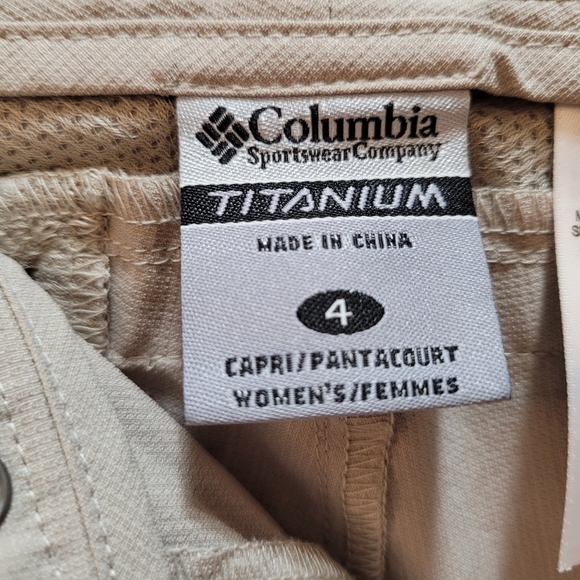 Columbia
Sportswear Company
TITANIUM
MADE IN CHINA
4
CAPRI/PANTACOURT
WOMEN'S/FEMMES